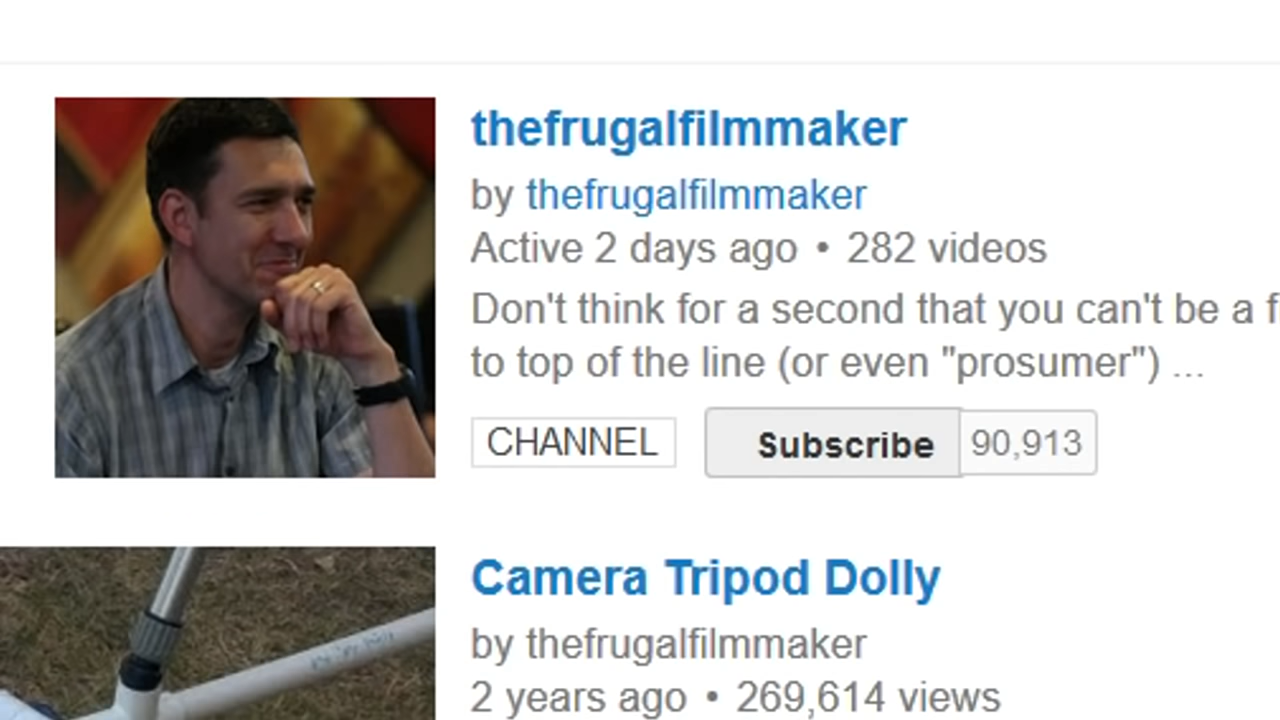 thefrugalfilmmaker
by thefrugalfilmmaker
Active 2 days ago • 282 videos
Don't think for a second that you can't be a f
to top of the line (or even "prosumer") ...
CHANNEL Subscribe 90,913
Camera Tripod Dolly
by thefrugalfilmmaker
2 years ago • 269,614 views